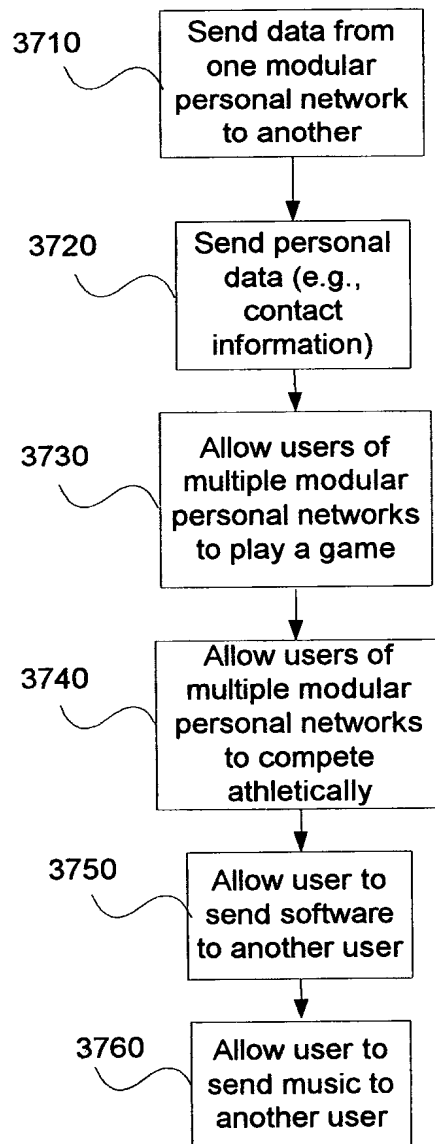 3710
Send data from
one modular
personal network
to another
3720
Send personal
data (e.g.,
contact
information)
3730
Allow users of
multiple modular
personal networks
to play a game
3740
Allow users of
multiple modular
personal networks
to compete
athletically
3750
Allow user to
send software
to another user
3760
Allow user to
send music to
another user